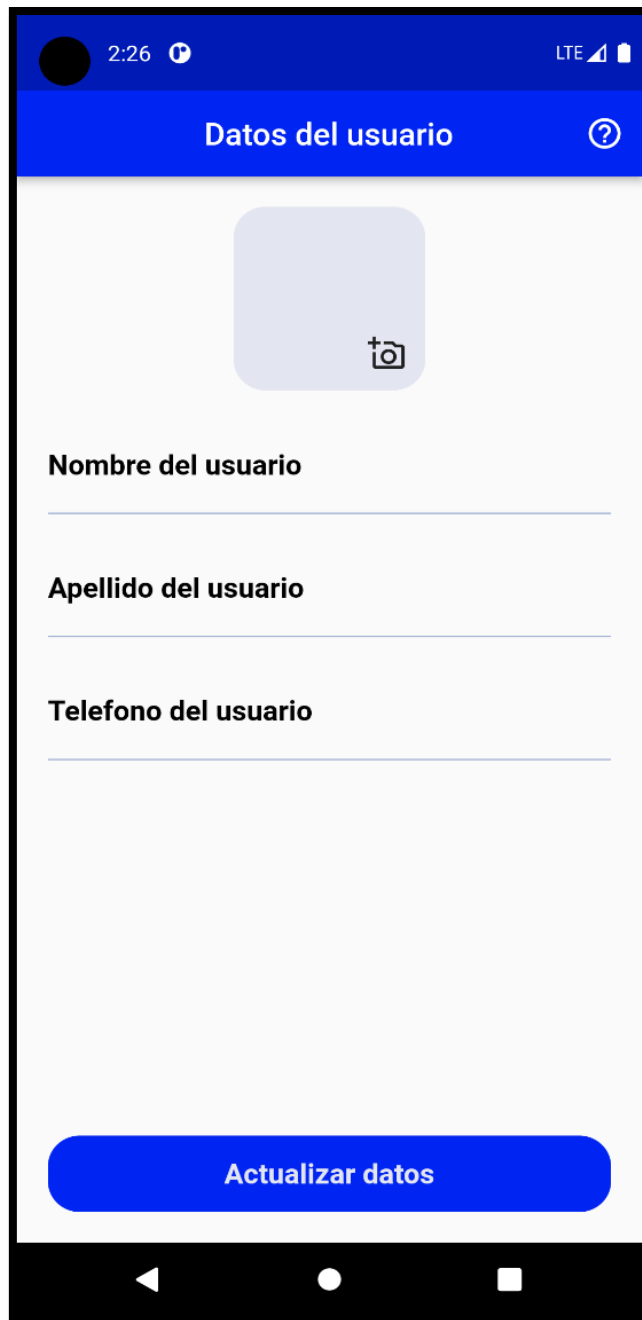 2:26
LTE
Datos del usuario
Nombre del usuario
Apellido del usuario
Telefono del usuario
Actualizar datos